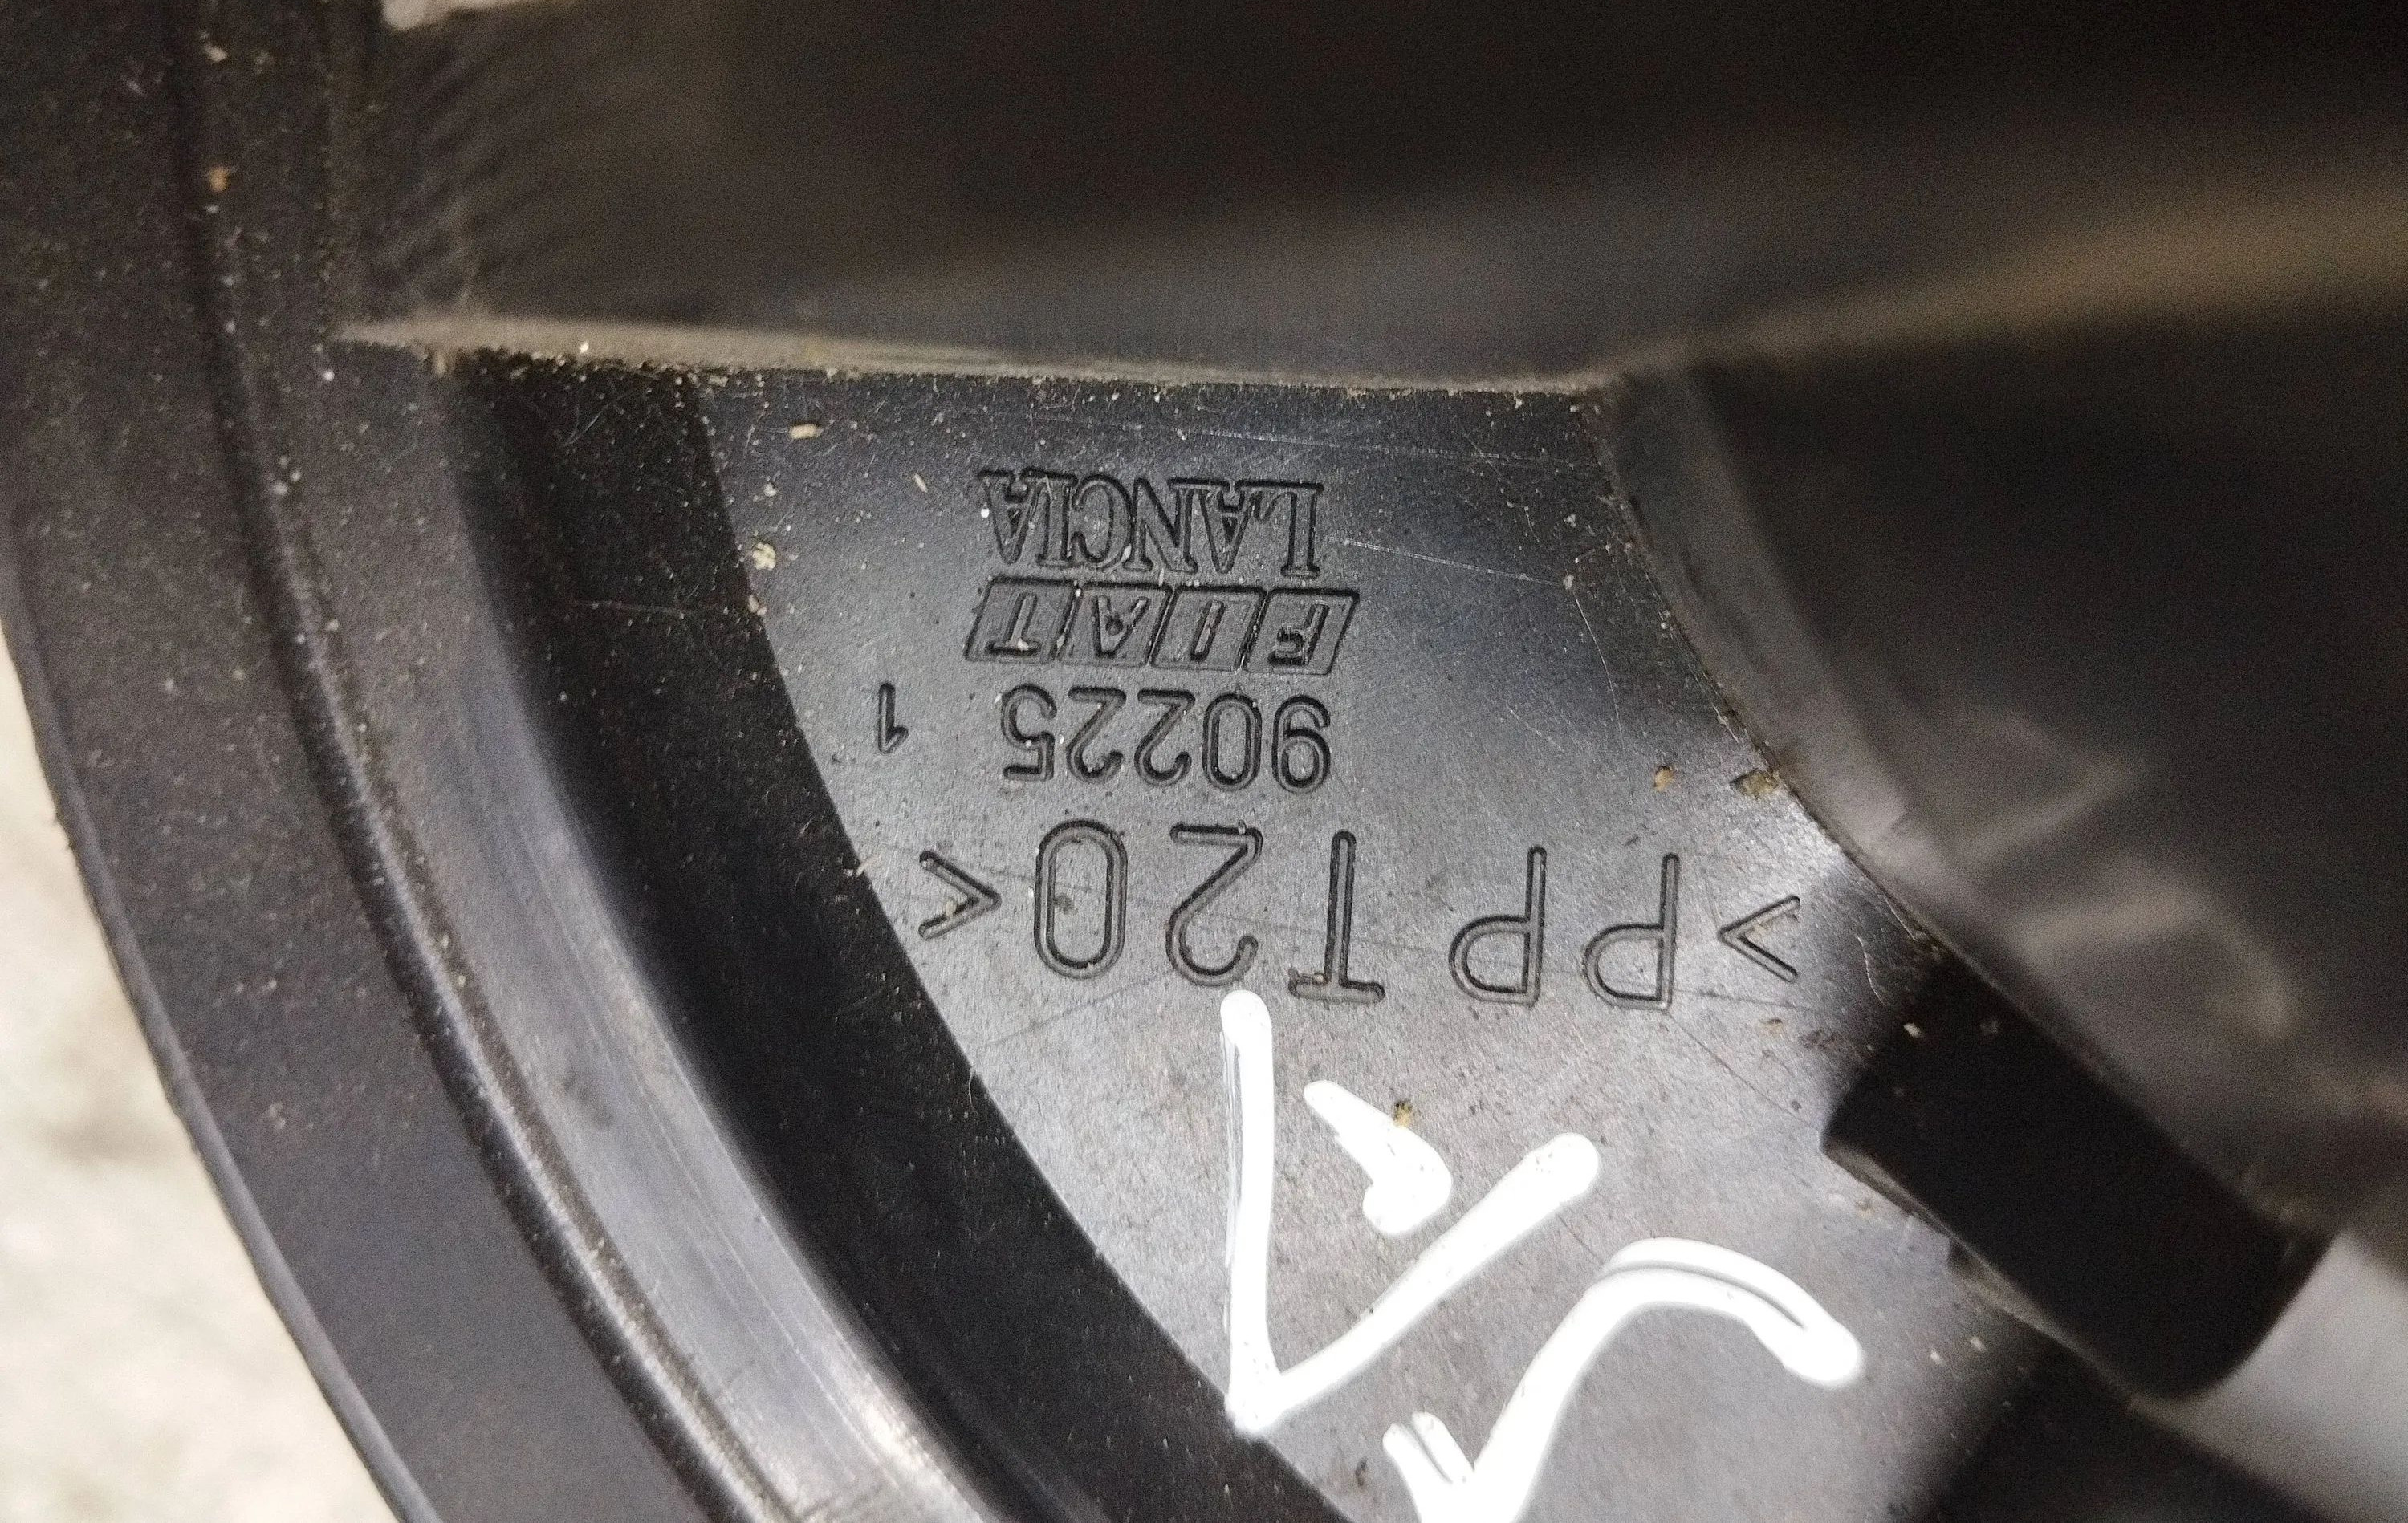 >PPT20<
90225 1
FIAT
LANCIA